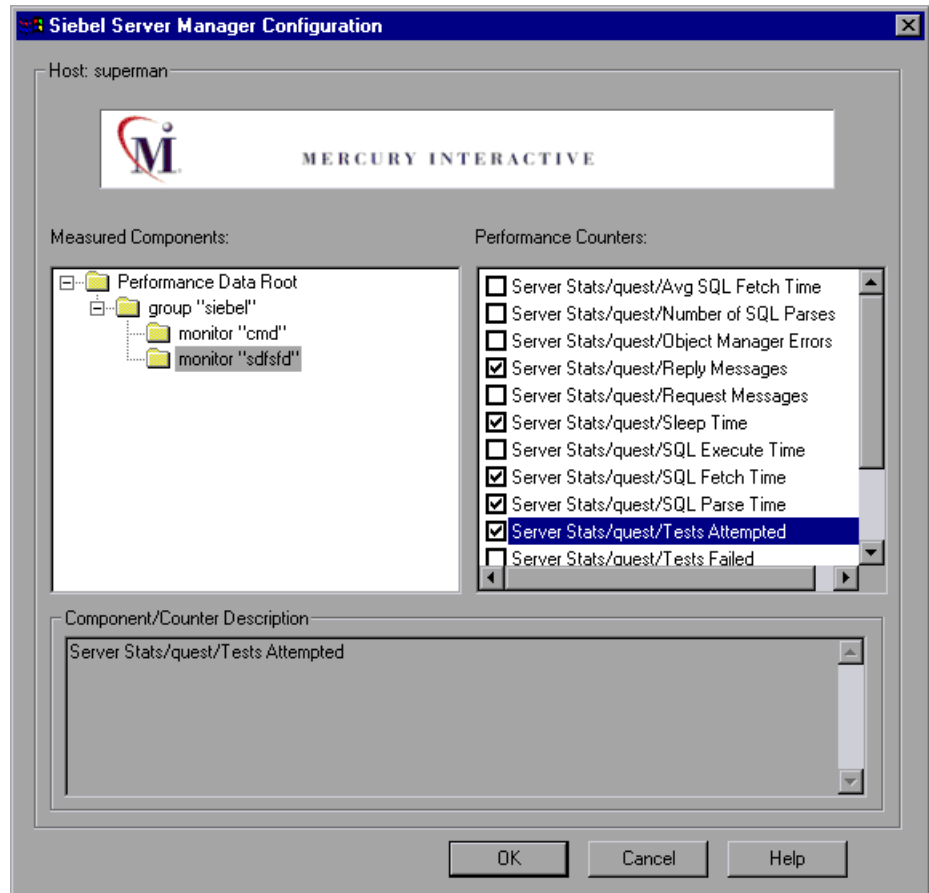 Siebel Server Manager Configuration
Host: superman
M
MERCURY INTERACTIVE
Measured Components:
Performance Data Root
group "siebel"
monitor "cmd"
monitor "sdfsfd"
Performance Counters:
Server Stats/quest/Avg SQL Fetch Time
Server Stats/quest/Number of SQL Parses
Server Stats/quest/Object Manager Errors
Server Stats/quest/Reply Messages
Server Stats/quest/Request Messages
Server Stats/quest/Sleep Time
Server Stats/quest/SQL Execute Time
Server Stats/quest/SQL Fetch Time
Server Stats/quest/SQL Parse Time
Server Stats/quest/Tests Attempted
Server Stats/quest/Tests Failed
Component/Counter Description
Server Stats/quest/Tests Attempted
OK
Cancel
Help